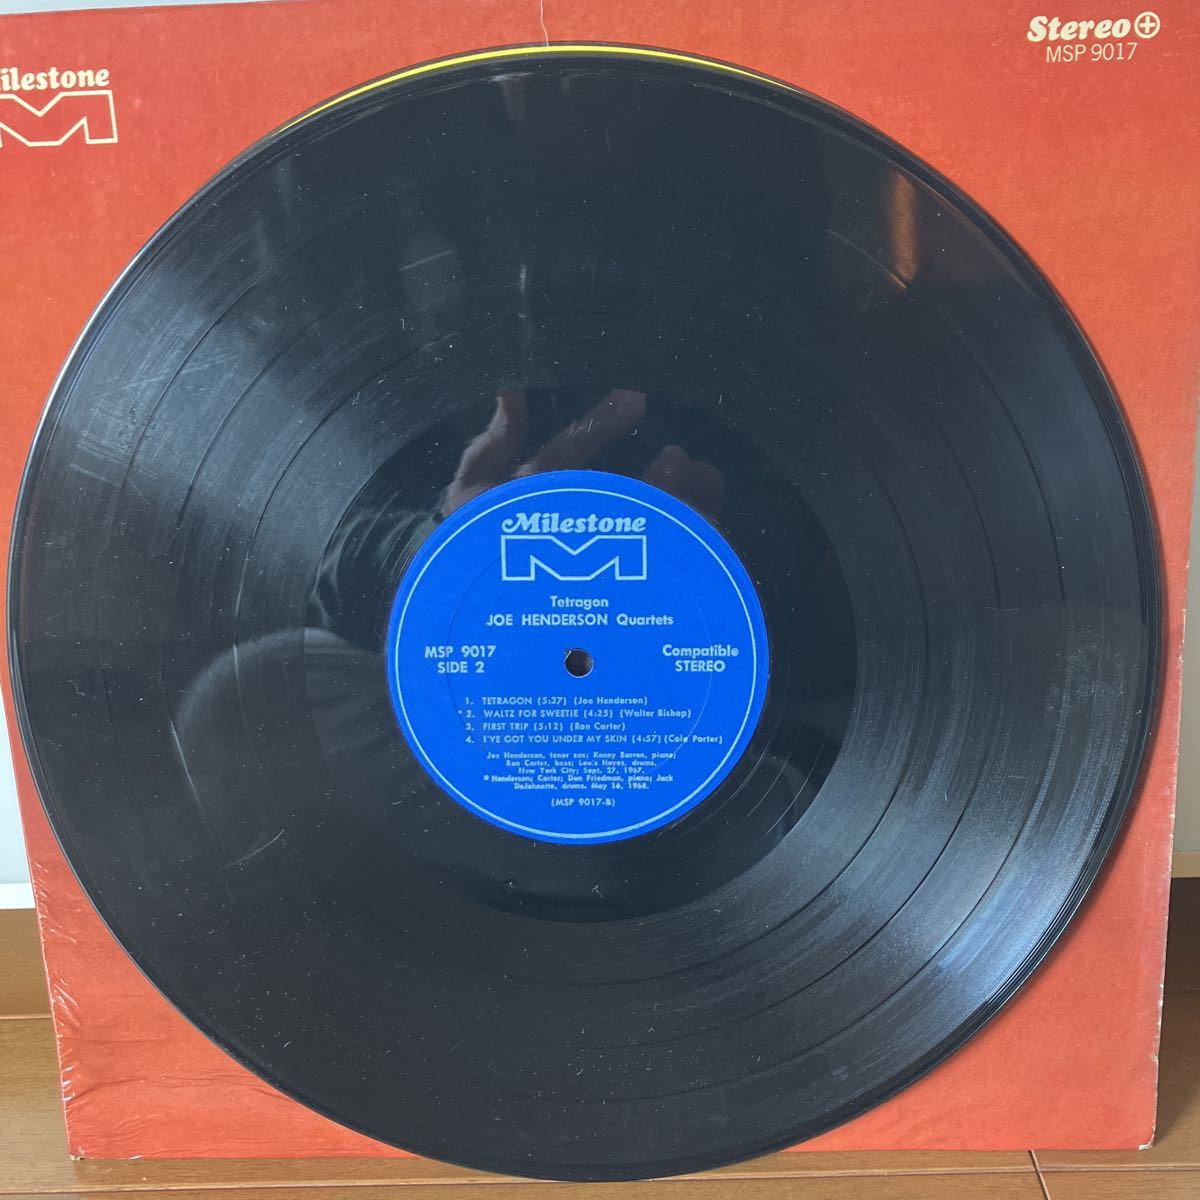 Milestone
Stereo
MSP 9017
Milestone
Tetragon
JOE HENDERSON Quartets
MSP 9017
SIDE 2
Compatible
STEREO
1. TETRAGON (5:37) (Joe Henderson)
* 2. WALTZ FOR SWEETIE (4:25) (Walter Bishop)
3. FIRST TRIP (5:12) (Ron Carter)
4. I'VE GOT YOU UNDER MY SKIN (4:57) (Cole Porter)
Joe Henderson, tenor sax; Kenny Barron, piano;
Ron Carter, bass; Louis Hayes, drums.
New York City; Sept. 27, 1967.
* Henderson; Carter; Don Friedman, piano; Jack
DeJohnette, drums. May 16, 1968.
(MSP 9017-B)